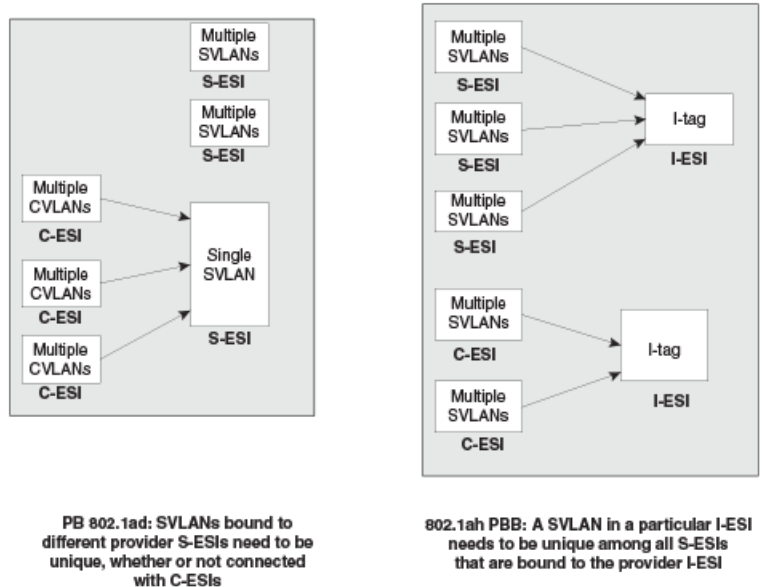 Multiple
SVLANs
S-ESI
Multiple
SVLANs
S-ESI
Multiple
CVLANs
C-ESI
Multiple
CVLANs
C-ESI
Multiple
CVLANs
C-ESI
Single
SVLAN
S-ESI
PB 802.1ad: SVLANs bound to
different provider S-ESIs need to be
unique, whether or not connected
with C-ESIs
Multiple
SVLANs
S-ESI
Multiple
SVLANs
S-ESI
Multiple
SVLANs
S-ESI
I-tag
I-ESI
Multiple
SVLANs
C-ESI
Multiple
SVLANs
C-ESI
I-tag
I-ESI
802.1ah PBB: A SVLAN in a particular I-ESI
needs to be unique among all S-ESIs
that are bound to the provider I-ESI